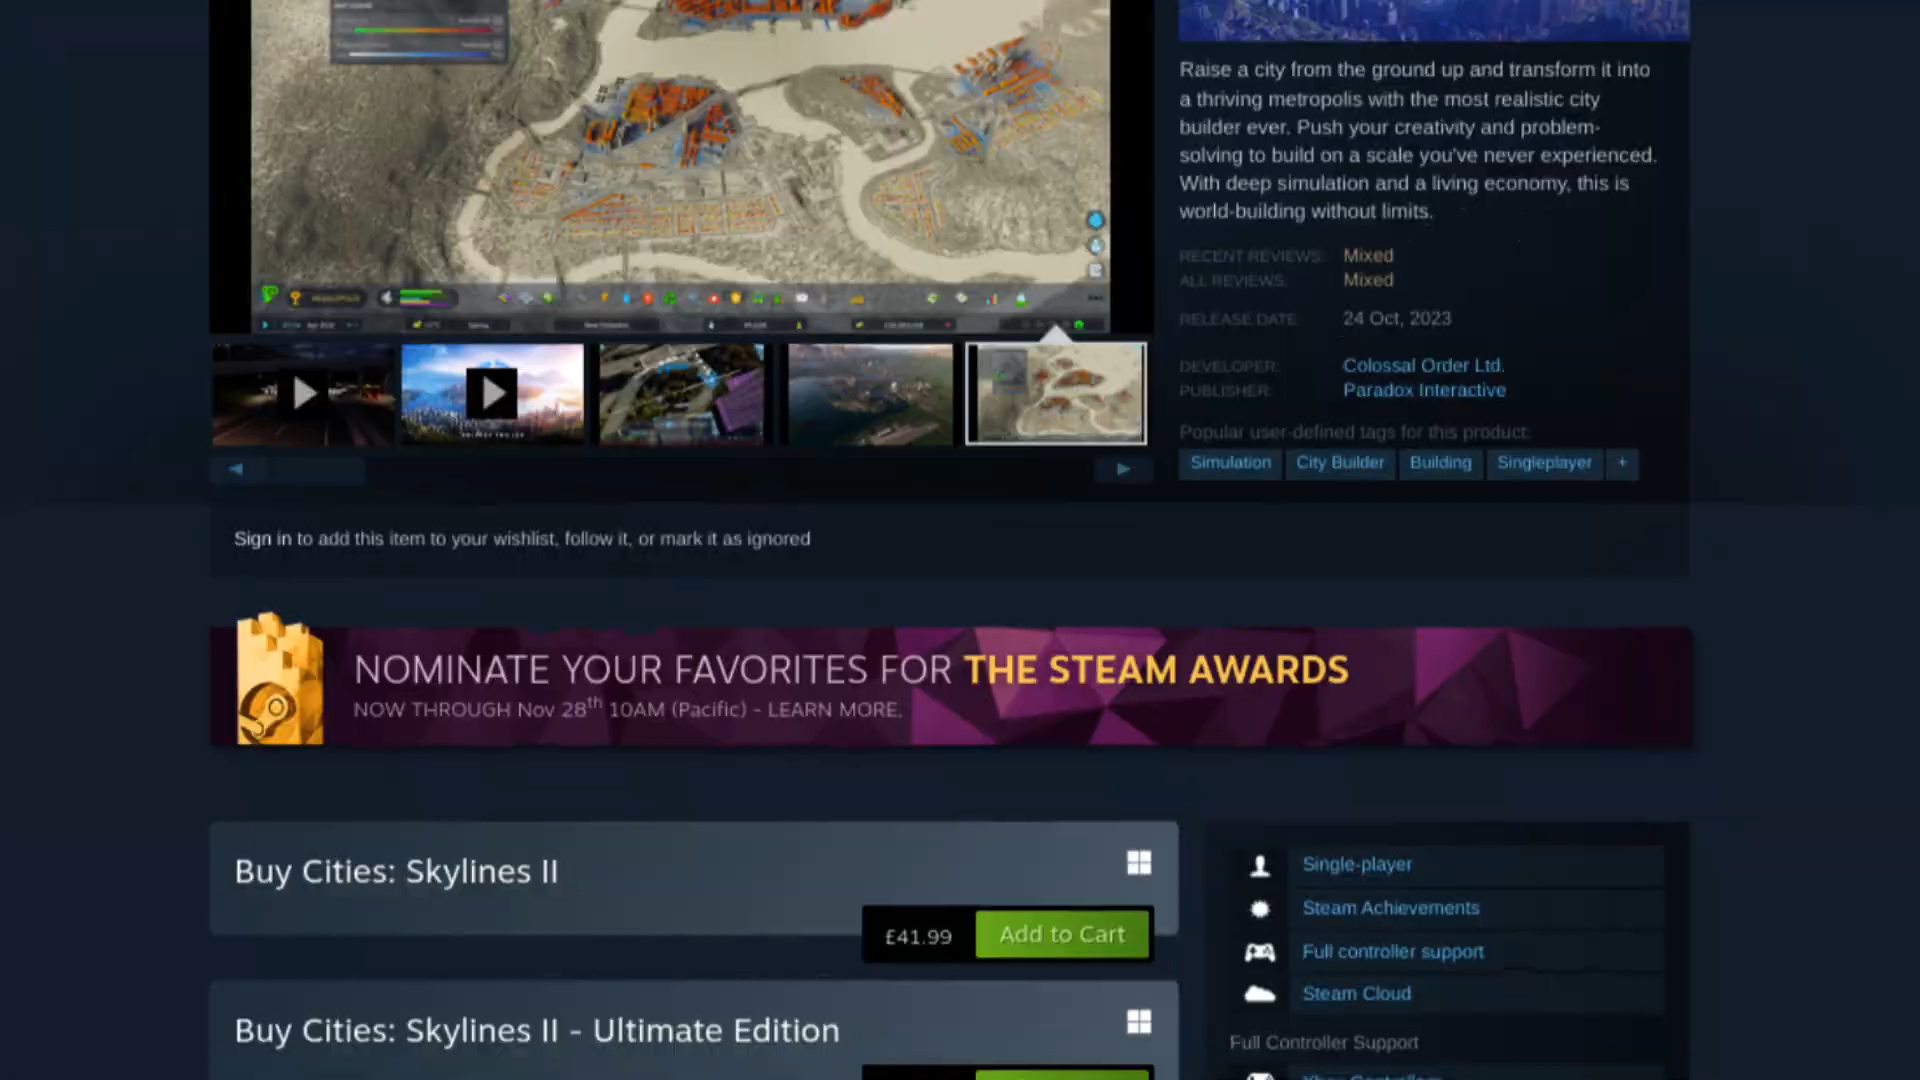 Raise a city from the ground up and transform it into
a thriving metropolis with the most realistic city
builder ever. Push your creativity and problem-
solving to build on a scale you've never experienced.
With deep simulation and a living economy, this is
world-building without limits.
RECENT REVIEWS: Mixed
ALL REVIEWS: Mixed
RELEASE DATE: 24 Oct, 2023
DEVELOPER: Colossal Order Ltd.
PUBLISHER: Paradox Interactive
Popular user-defined tags for this product:
Simulation City Builder Building Singleplayer +
Sign in to add this item to your wishlist, follow it, or mark it as ignored
NOMINATE YOUR FAVORITES FOR THE STEAM AWARDS
NOW THROUGH Nov 28th 10AM (Pacific) - LEARN MORE.
Buy Cities: Skylines II
£41.99 Add to Cart
Buy Cities: Skylines II - Ultimate Edition
Single-player
Steam Achievements
Full controller support
Steam Cloud
Full Controller Support